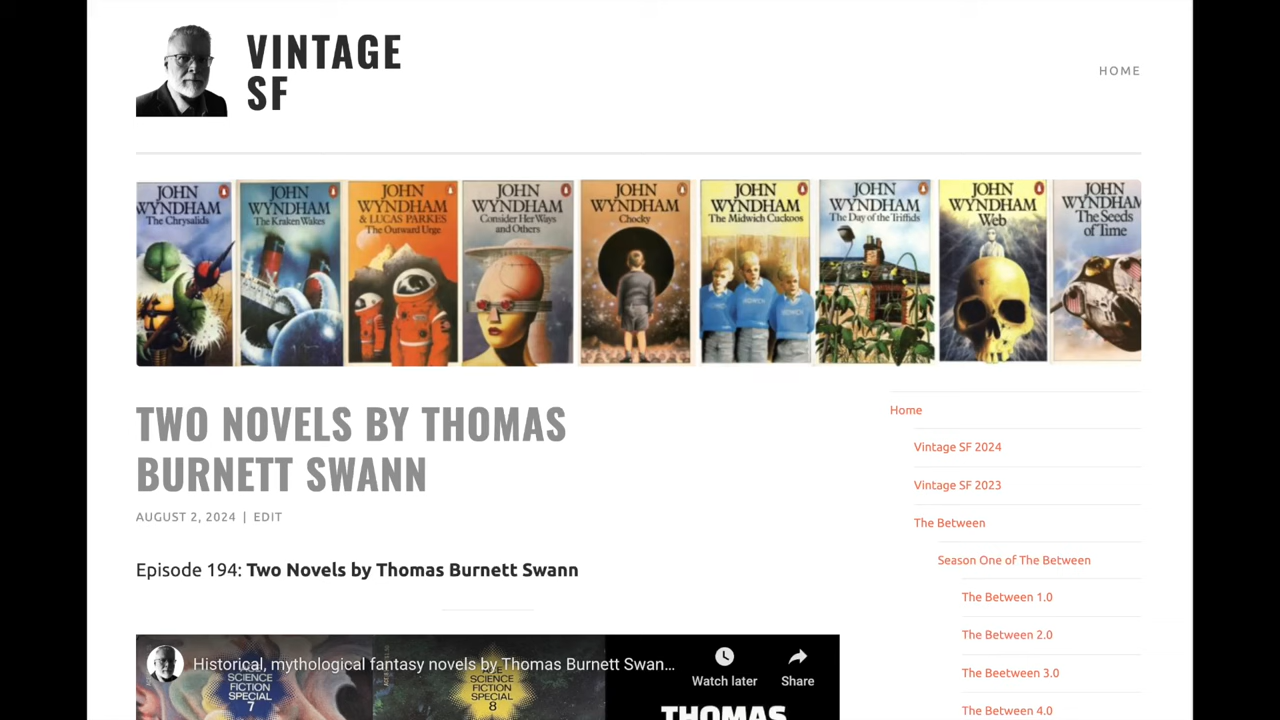 VINTAGE
SF
HOME
JOHN
WYNDHAM
The Chrysalids
JOHN
WYNDHAM
The Kraken Wakes
JOHN
WYNDHAM
& LUCAS PARKES
The Outward Urge
JOHN
WYNDHAM
Consider Her Ways
and Others
JOHN
WYNDHAM
Chocky
JOHN
WYNDHAM
The Midwich Cuckoos
JOHN
WYNDHAM
The Day of the Triffids
JOHN
WYNDHAM
Web
JOHN
WYNDHAM
The Seeds
of Time
TWO NOVELS BY THOMAS
BURNETT SWANN
AUGUST 2, 2024 | EDIT
Episode 194: Two Novels by Thomas Burnett Swann
Historical, mythological fantasy novels by Thomas Burnett Swan...
Watch later
Share
SCIENCE
FICTION
SPECIAL
7
SCIENCE
FICTION
SPECIAL
8
THOMAS
Home
Vintage SF 2024
Vintage SF 2023
The Between
Season One of The Between
The Between 1.0
The Between 2.0
The Beetween 3.0
The Between 4.0